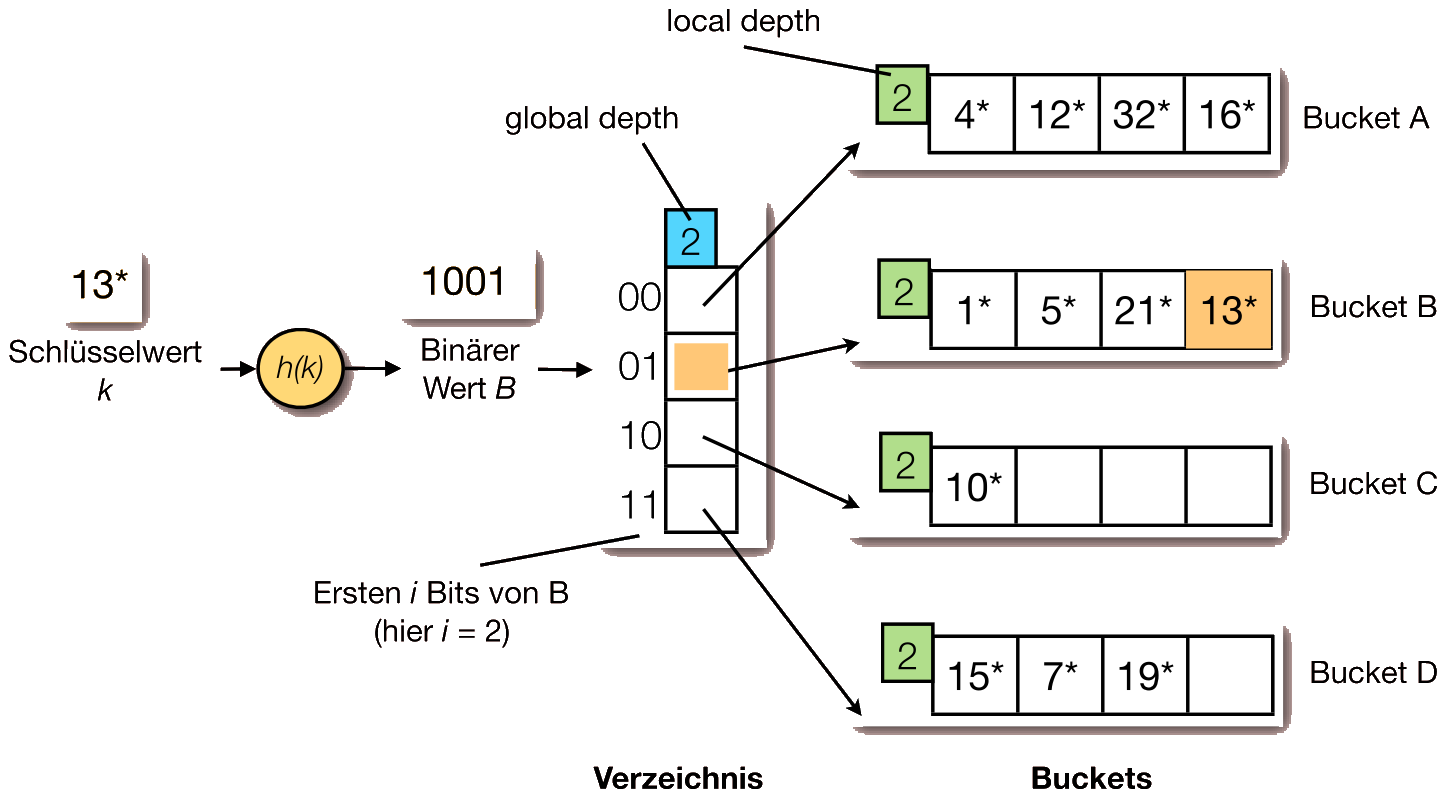 local depth
2
4* 12* 32* 16*
Bucket A
global depth
2
13*
Schlüsselwert
k
h(k)
1001
Binärer
Wert B
00
01
10
11
Ersten i Bits von B
(hier i = 2)
2
1* 5* 21* 13*
Bucket B
2
10*
Bucket C
2
15* 7* 19*
Bucket D
Verzeichnis
Buckets